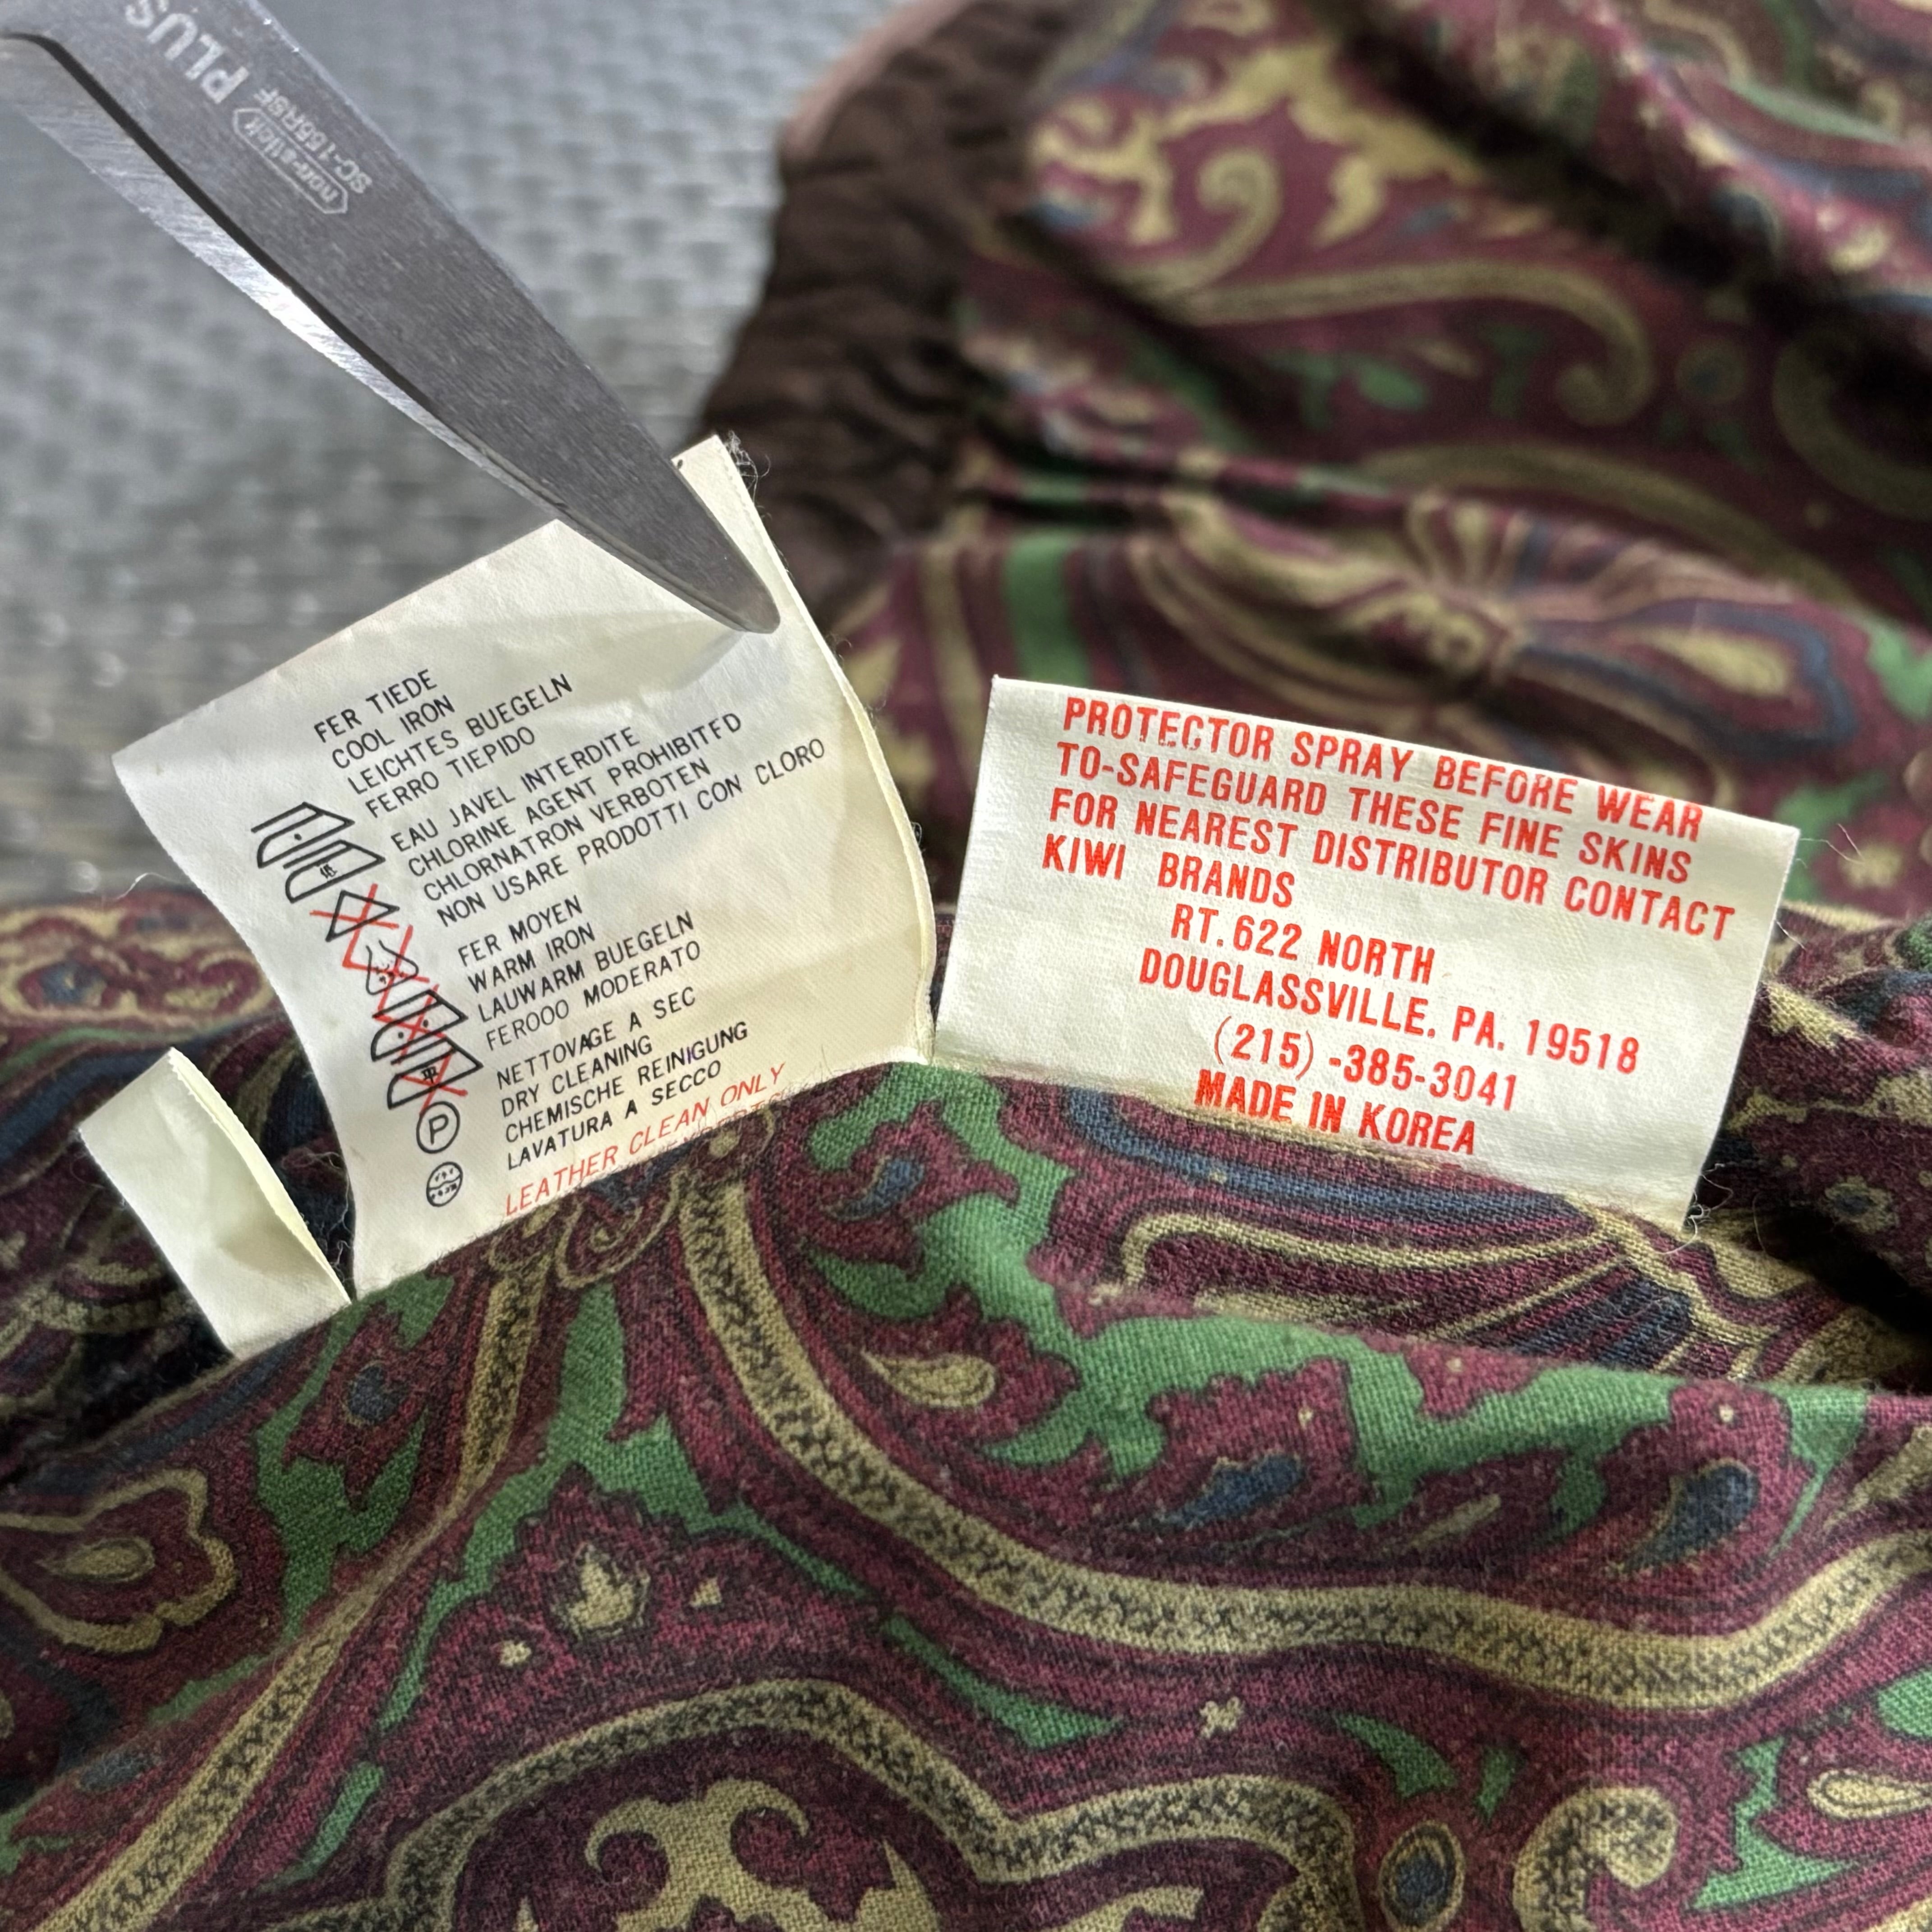 PLUS
non-stick
SC-155RSF
FER TIEDE
COOL IRON
LEICHTES BUEGELN
FERRO TIEPIDO
EAU JAVEL INTERDITE
CHLORINE AGENT PROHIBITED
CHLORNATRON VERBOTEN
NON USARE PRODOTTI CON CLORO
FER MOYEN
WARM IRON
LAUWARM BUEGELN
FEROOO MODERATO
NETTOVAGE A SEC
DRY CLEANING
CHEMISCHE REINIGUNG
LAVATURA A SECCO
P
LEATHER CLEAN ONLY
PROTECTOR SPRAY BEFORE WEAR
TO-SAFEGUARD THESE FINE SKINS
FOR NEAREST DISTRIBUTOR CONTACT
KIWI BRANDS
RT. 622 NORTH
DOUGLASSVILLE. PA. 19518
(215) -385-3041
MADE IN KOREA